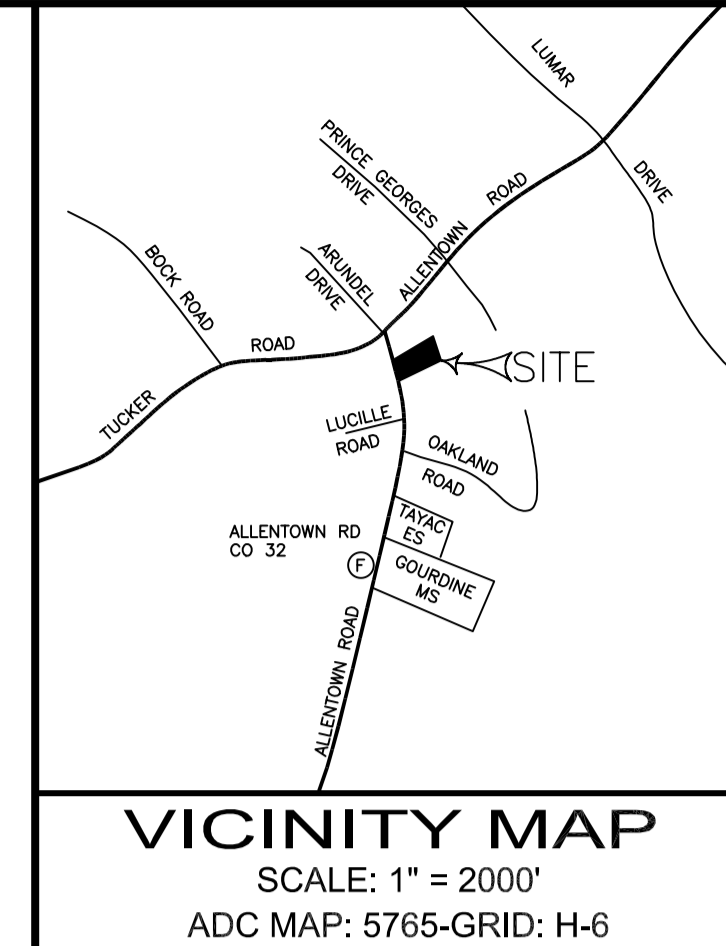 LUMAR
DRIVE
PRINCE GEORGES
DRIVE
ALLENTOWN
ROAD
ARUNDEL
DRIVE
BOCK ROAD
ROAD
TUCKER
SITE
LUCILLE
ROAD
OAKLAND
ROAD
TAYAC
ES
ALLENTOWN RD
CO 32
F
GOURDINE
MS
ALLENTOWN ROAD
VICINITY MAP
SCALE: 1" = 2000'
ADC MAP: 5765-GRID: H-6